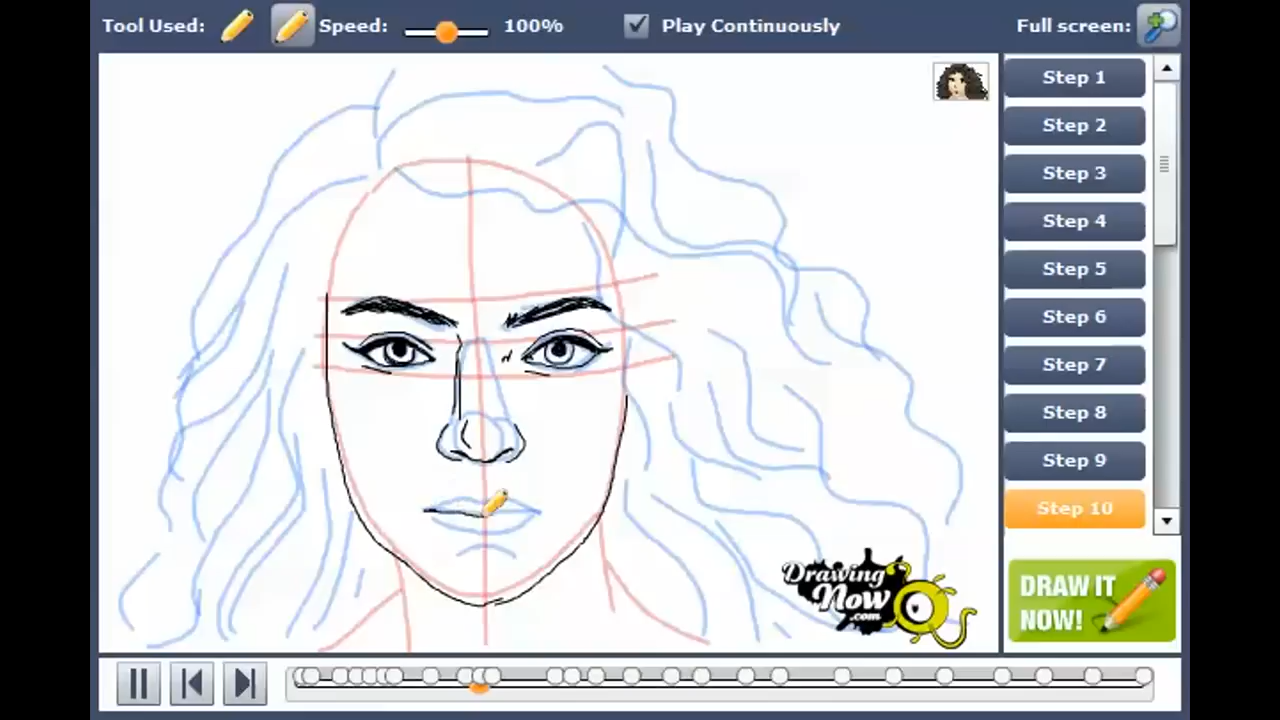 Tool Used:
Speed:
100%
Play Continuously
Full screen:
Step 1
Step 2
Step 3
Step 4
Step 5
Step 6
Step 7
Step 8
Step 9
Step 10
Drawing
Now
.com
DRAW IT
NOW!